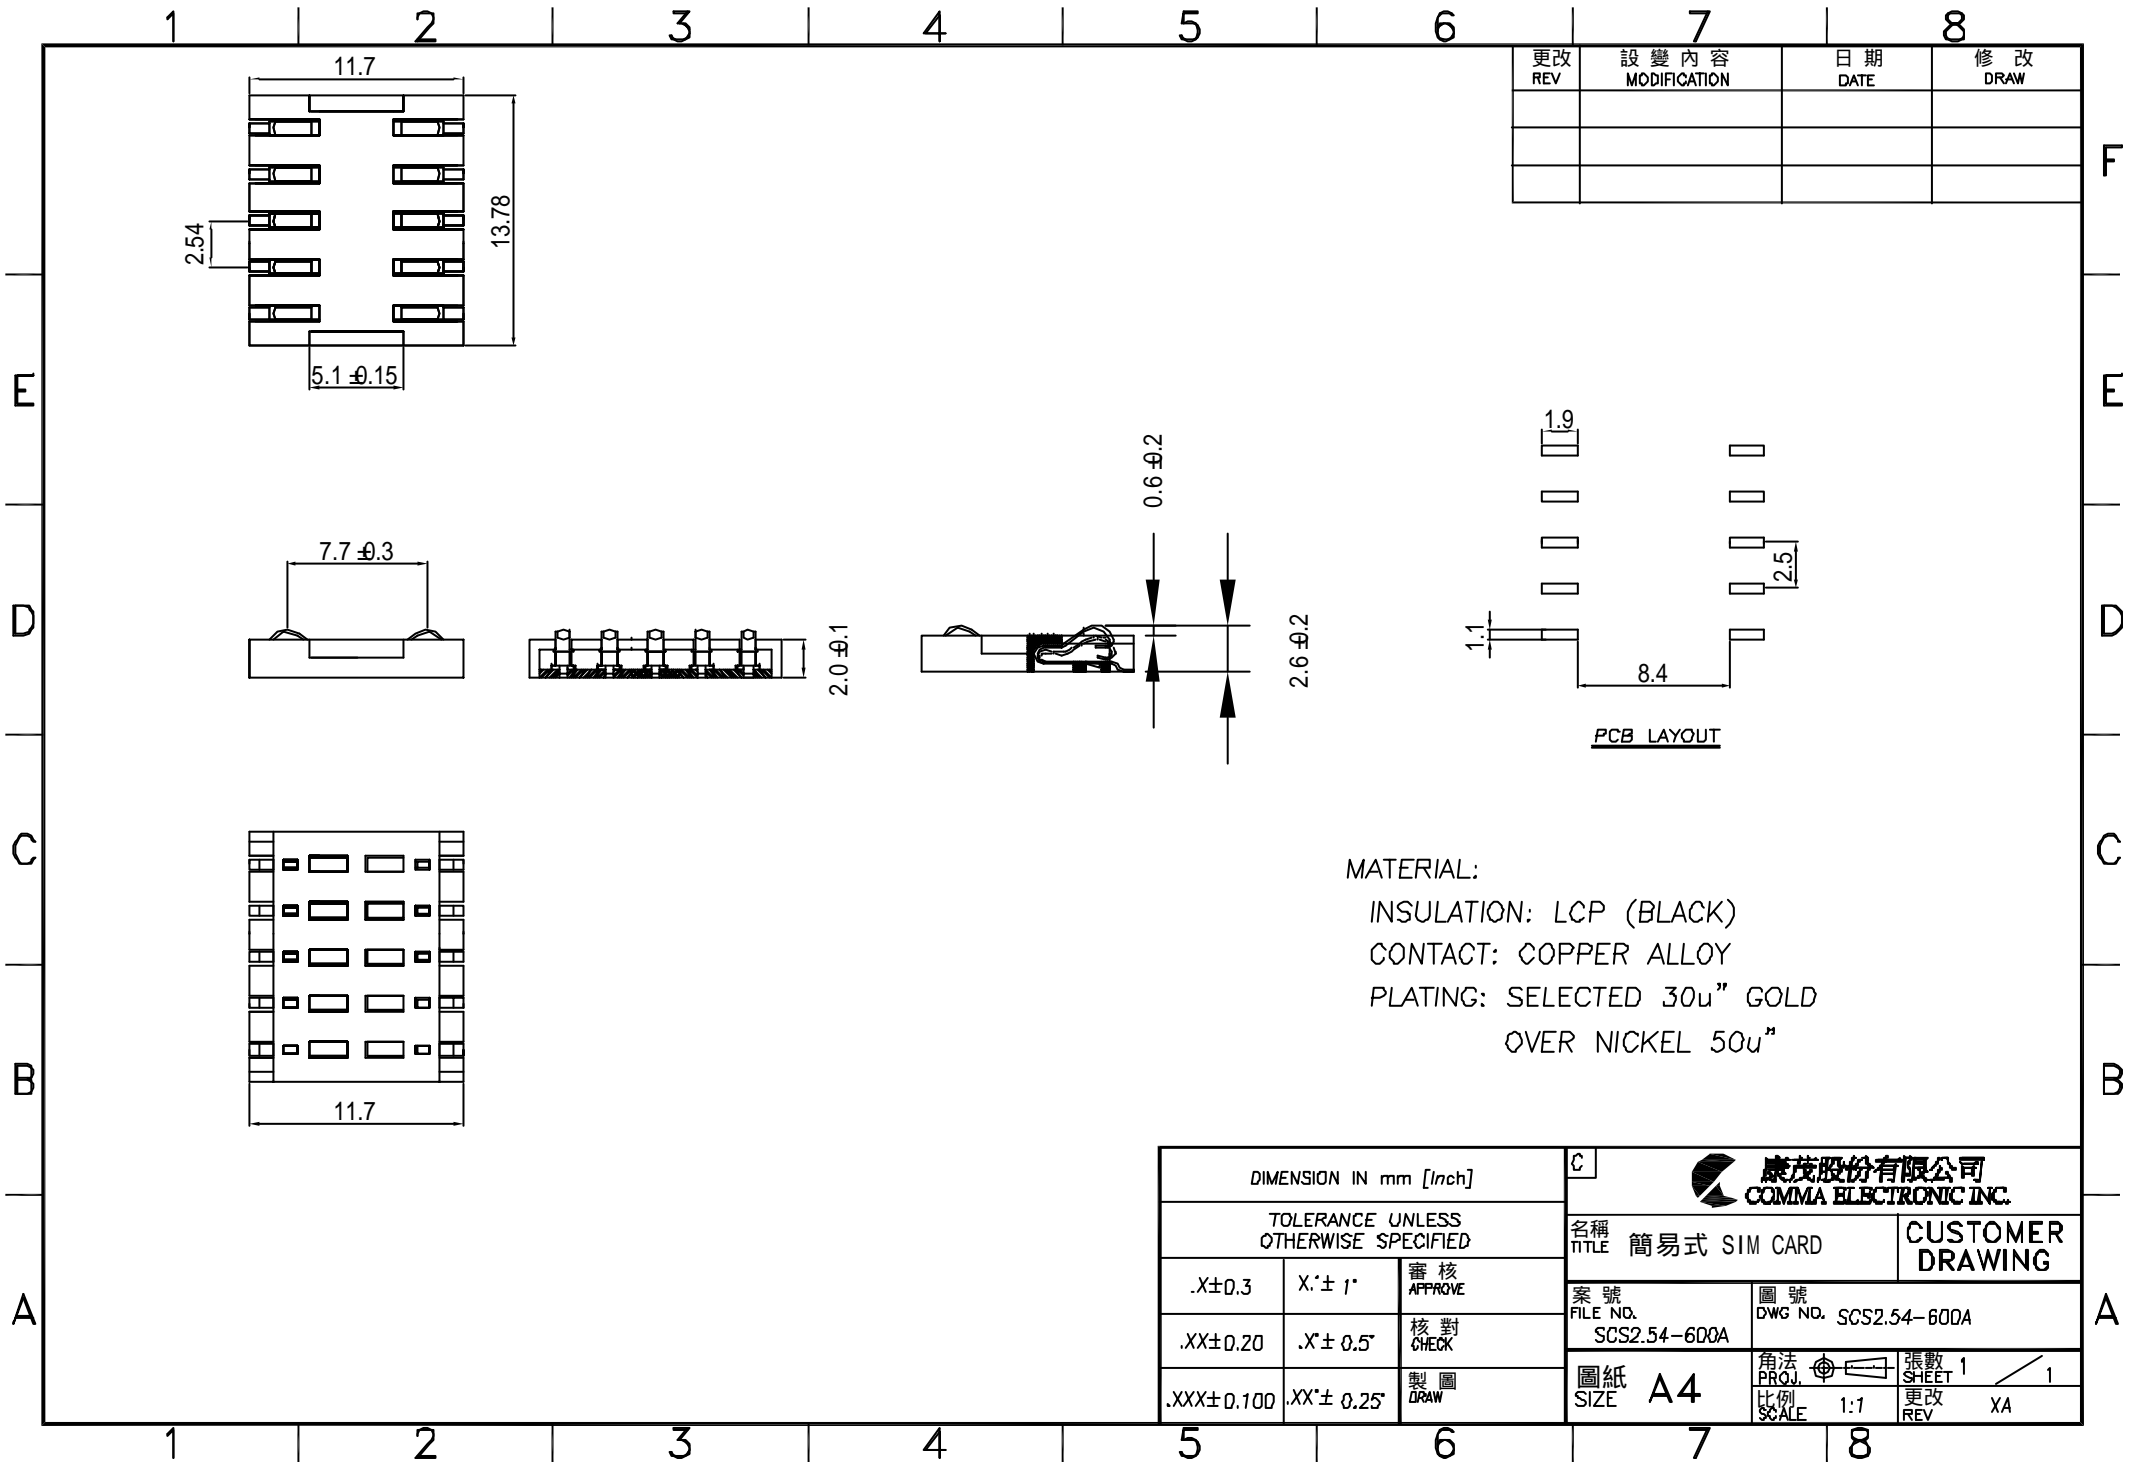 1 2 3 4 5 6 7 8
更改 設 變 內 容 日 期 修 改
REV MODIFICATION DATE DRAW
F
E
D
C
B
A
F
E
D
C
B
A
11.7
13.78
2.54
5.1 ±0.15
7.7 ±0.3
2.0 ±0.1
0.6 ±0.2
2.6 ±0.2
1.9
2.5
1.1
8.4
PCB LAYOUT
11.7
MATERIAL:
INSULATION: LCP (BLACK)
CONTACT: COPPER ALLOY
PLATING: SELECTED 30u" GOLD
OVER NICKEL 50u"
DIMENSION IN mm [Inch]
TOLERANCE UNLESS
OTHERWISE SPECIFIED
.X±0.3 X.°± 1°
.XX±0.20 .X°± 0.5°
.XXX±0.100 .XX°± 0.25°
審 核
APPROVE
核 對
CHECK
製 圖
DRAW
C
康茂股份有限公司
COMMA ELECTRONIC INC.
名稱
TITLE 簡易式 SIM CARD
CUSTOMER
DRAWING
案 號
FILE NO.
SCS2.54-600A
圖 號
DWG NO. SCS2.54-600A
圖紙
SIZE A4
角法
PROJ.
張數
SHEET 1 / 1
比例
SCALE 1:1
更改
REV XA
1 2 3 4 5 6 7 8